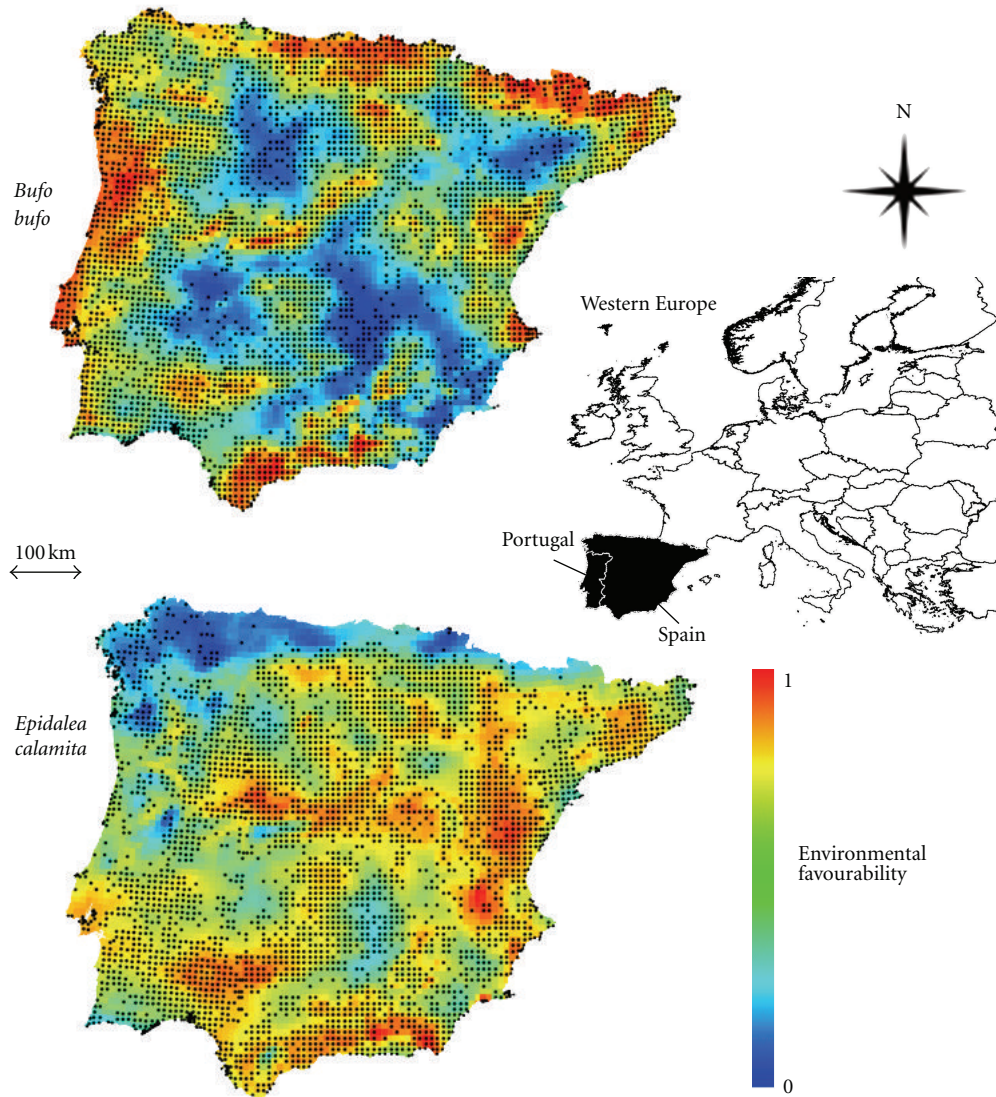 Bufo
bufo
N
Western Europe
Portugal
Spain
100 km
Epidalea
calamita
1
Environmental
favourability
0